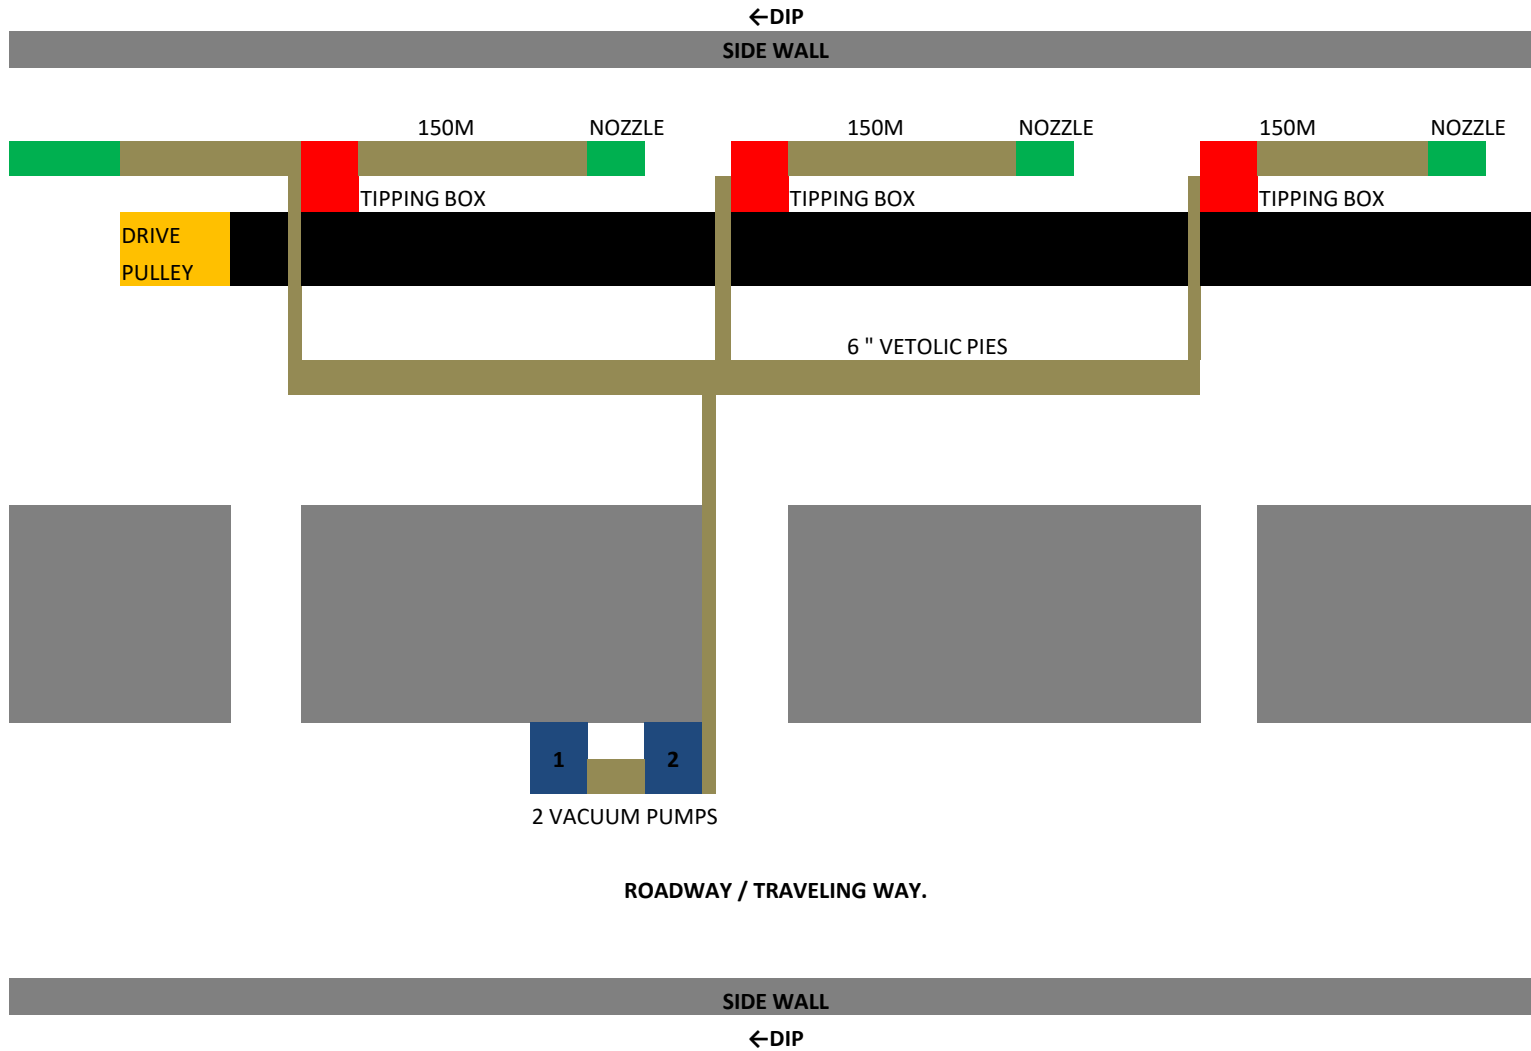 ←DIP
SIDE WALL
150M NOZZLE 150M NOZZLE 150M NOZZLE
TIPPING BOX TIPPING BOX TIPPING BOX
DRIVE
PULLEY
6 " VETOLIC PIES
1 2
2 VACUUM PUMPS
ROADWAY / TRAVELING WAY.
SIDE WALL
←DIP